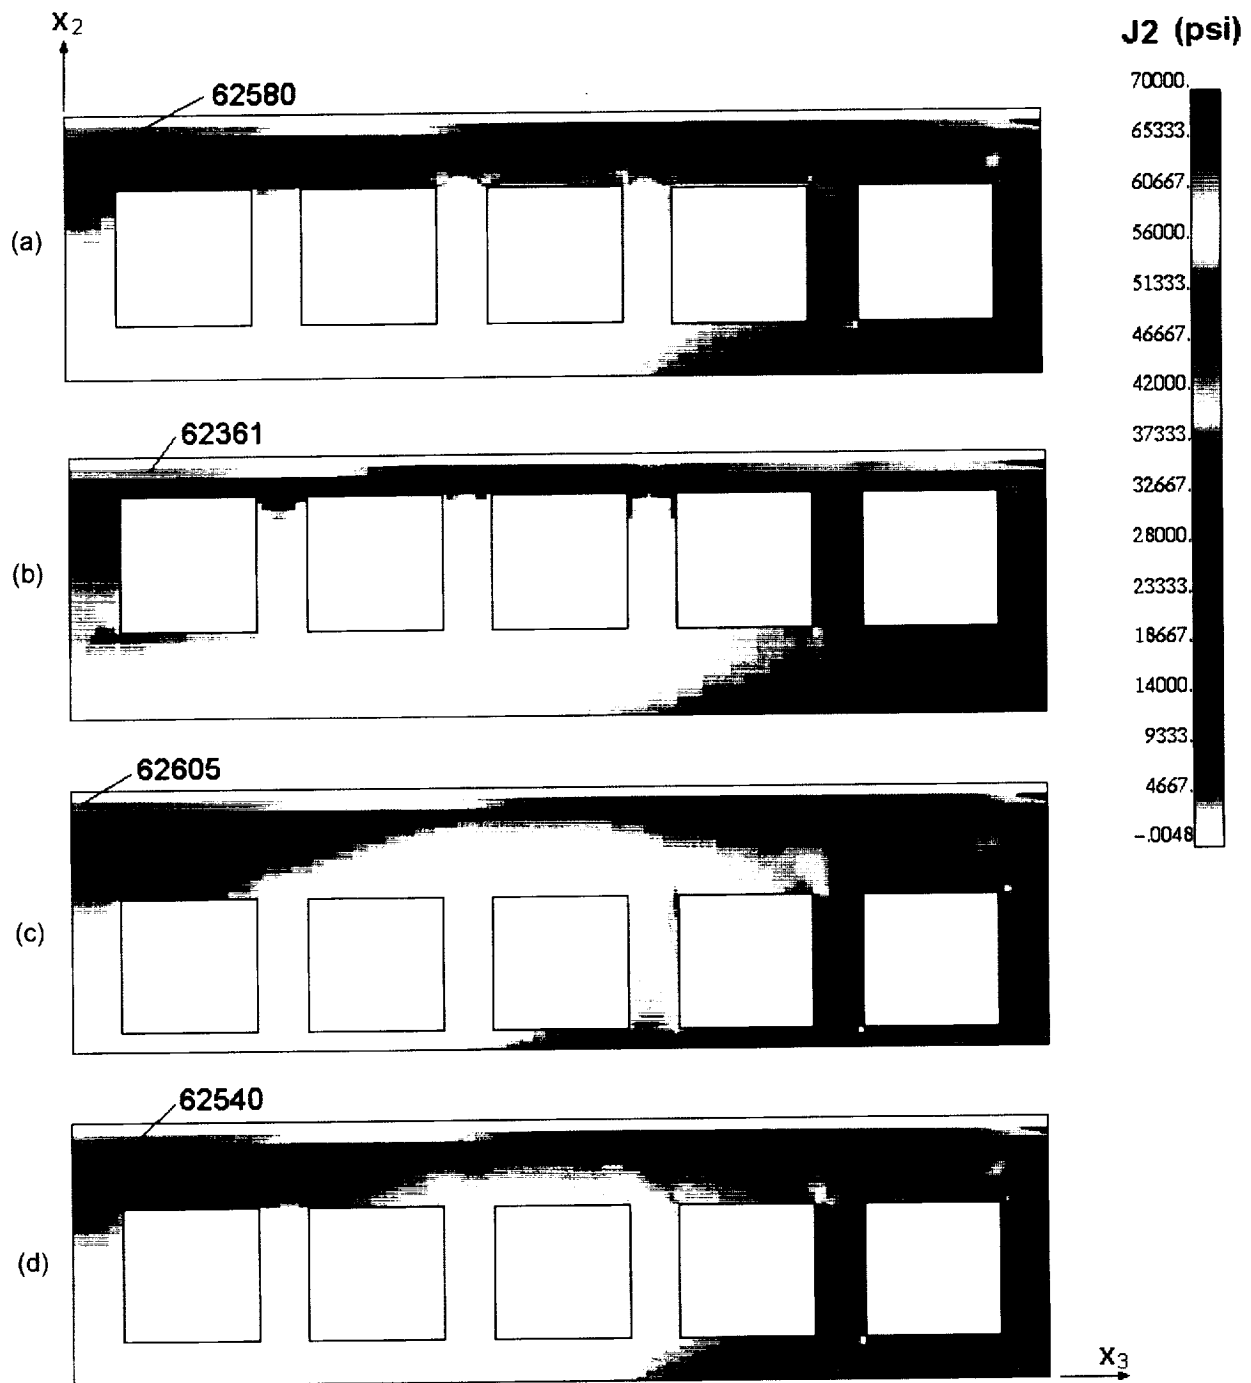 x2
J2 (psi)
70000.
65333.
60667.
56000.
51333.
46667.
42000.
37333.
32667.
28000.
23333.
18667.
14000.
9333.
4667.
-.0048
62580
(a)
62361
(b)
62605
(c)
62540
(d)
x3